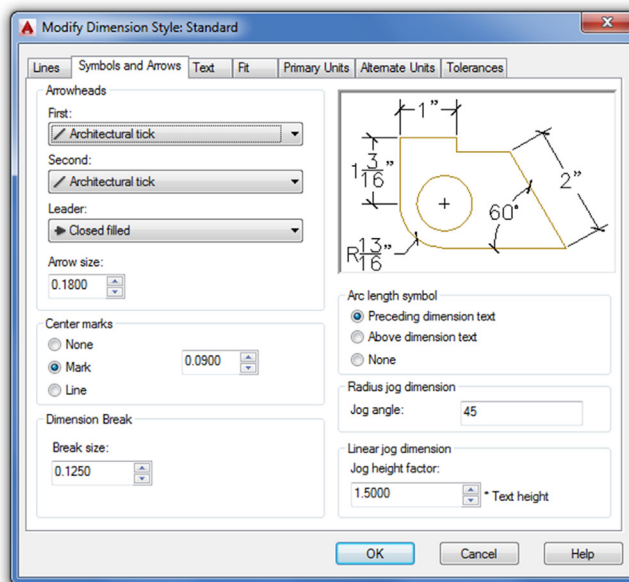 Modify Dimension Style: Standard
Lines Symbols and Arrows Text Fit Primary Units Alternate Units Tolerances
Arrowheads
First:
Architectural tick
Second:
Architectural tick
Leader:
Closed filled
Arrow size:
0.1800
Center marks
None
Mark
0.0900
Line
Dimension Break
Break size:
0.1250
1"
1 3/16"
2"
60°
R13/16"
Arc length symbol
Preceding dimension text
Above dimension text
None
Radius jog dimension
Jog angle: 45
Linear jog dimension
Jog height factor:
1.5000 * Text height
OK Cancel Help